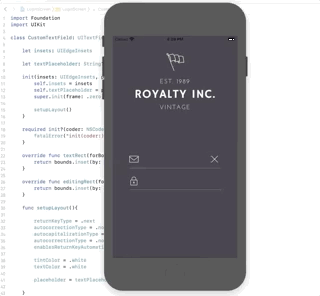 import Foundation
import UIKit
class CustomTextField: UITextFi
let insets: UIEdgeInsets
let textPlaceholder: String
init(insets: UIEdgeInsets,
self.insets = insets
self.textPlaceholder =
super.init(frame: .zero
setupLayout()
}
required init?(coder: NSCod
fatalError("init(coder:)
}
override func textRect(forBo
return bounds.inset(by:
}
override func editingRect(fo
return bounds.inset(by:
}
func setupLayout(){
returnKeyType = .next
autocorrectionType = .no
autocapitalizationType =
autocorrectionType = .no
enablesReturnKeyAutomati
tintColor = .white
textColor = .white
placeholder = textPlaceh
}
EST. 1989
ROYALTY INC.
VINTAGE